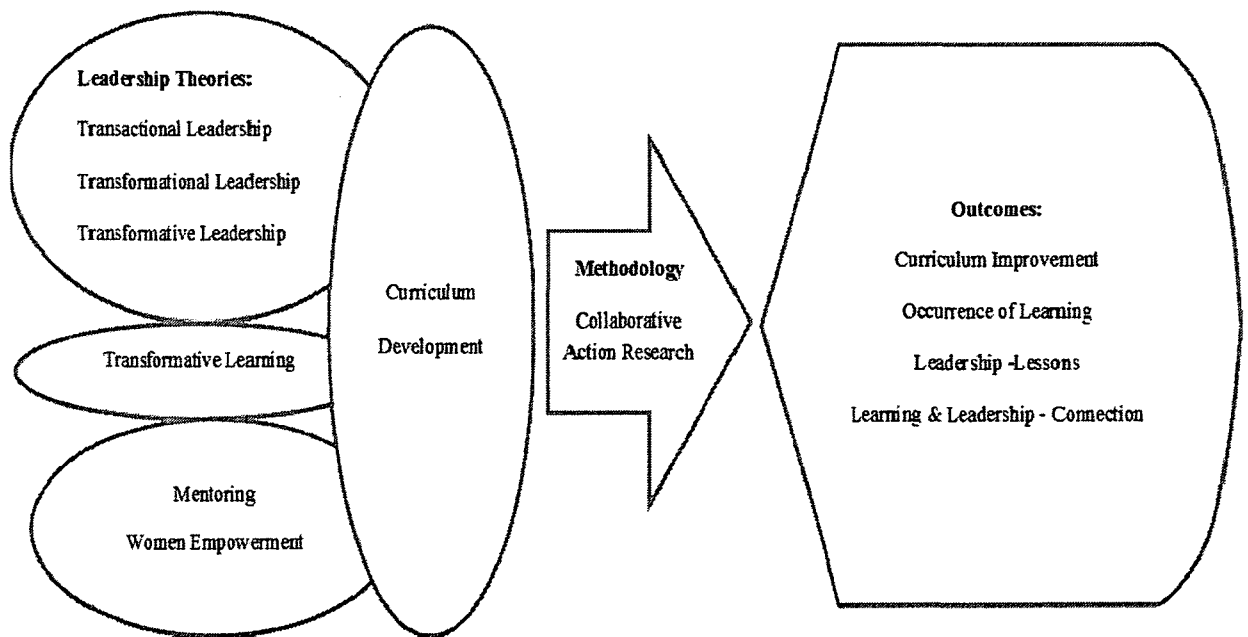 Leadership Theories:
Transactional Leadership
Transformational Leadership
Transformative Leadership
Transformative Learning
Mentoring
Women Empowerment
Curriculum
Development
Methodology
Collaborative
Action Research
Outcomes:
Curriculum Improvement
Occurrence of Learning
Leadership -Lessons
Learning & Leadership - Connection